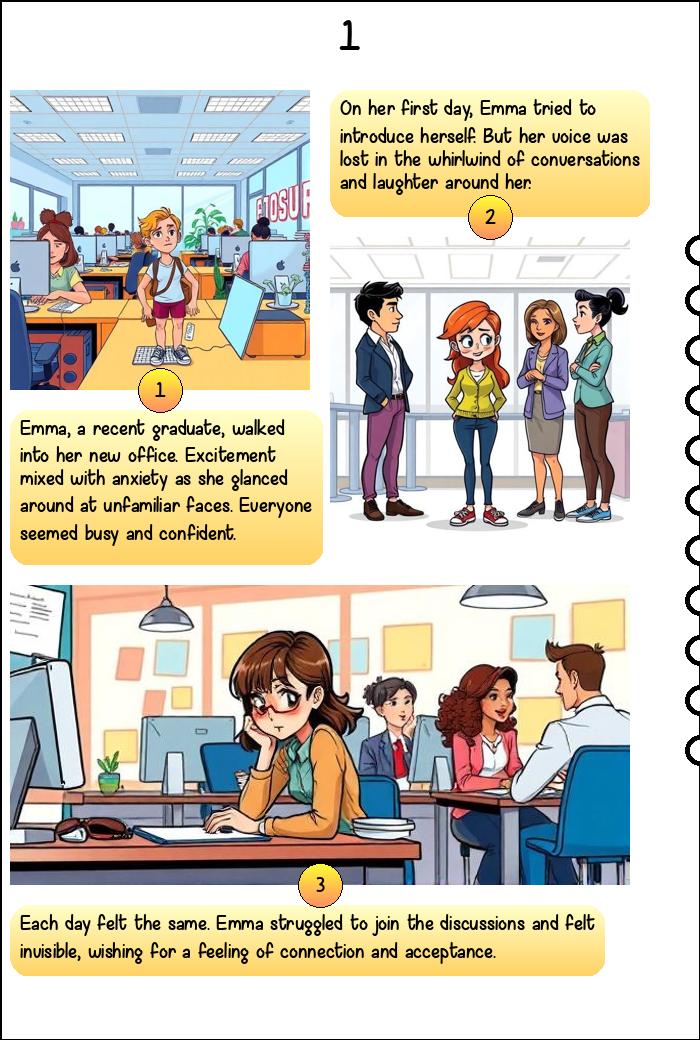 1
1
Emma, a recent graduate, walked
into her new office. Excitement
mixed with anxiety as she glanced
around at unfamiliar faces. Everyone
seemed busy and confident.
On her first day, Emma tried to
introduce herself. But her voice was
lost in the whirlwind of conversations
and laughter around her.
2
3
Each day felt the same. Emma struggled to join the discussions and felt
invisible, wishing for a feeling of connection and acceptance.